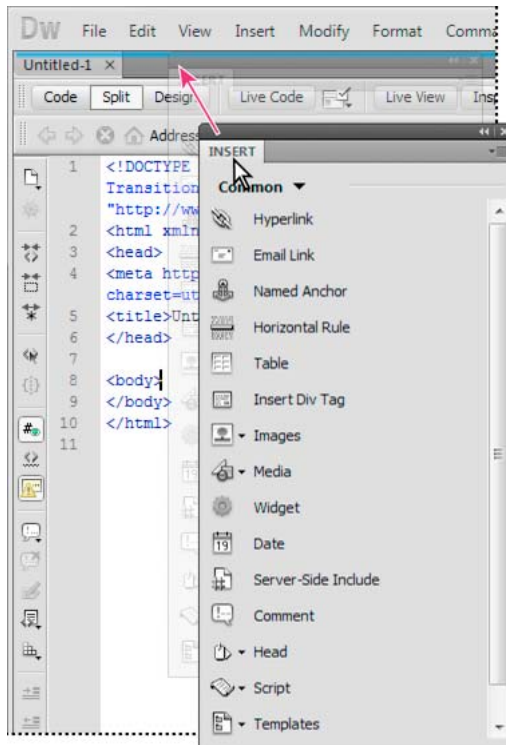 Dw File Edit View Insert Modify Format Comma
Untitled-1 ×
Code Split Design Live Code Live View Insp
Address
INSERT
INSERT
Common
1 <!DOCTYPE
Transition
"http://ww
2 <html xmln
3 <head>
4 <meta http
charset=ut
5 <title>Unt
6 </head>
7
8 <body>
9 </body>
10 </html>
11
Hyperlink
Email Link
Named Anchor
Horizontal Rule
Table
Insert Div Tag
Images
Media
Widget
19 Date
Server-Side Include
Comment
Head
Script
Templates